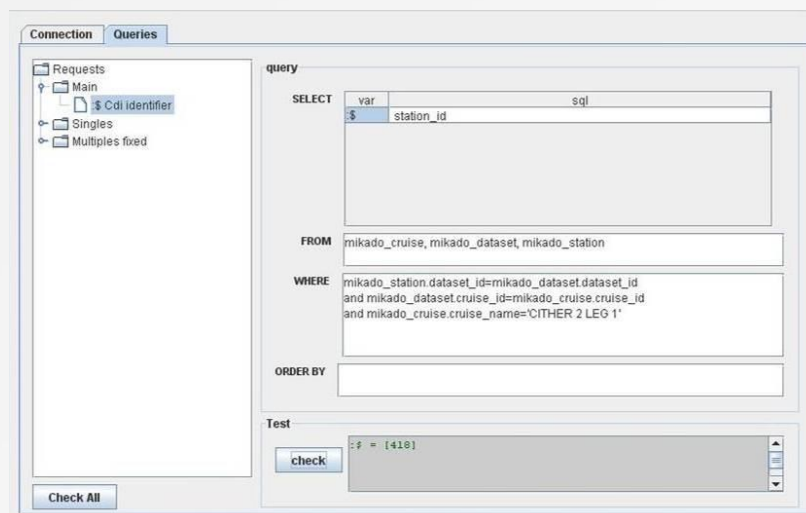 Connection Queries
Requests
Main
:$ Cdi identifier
Singles
Multiples fixed
Check All
query
SELECT
var sql
:$ station_id
FROM
mikado_cruise, mikado_dataset, mikado_station
WHERE
mikado_station.dataset_id=mikado_dataset.dataset_id
and mikado_dataset.cruise_id=mikado_cruise.cruise_id
and mikado_cruise.cruise_name='CITHER 2 LEG 1'
ORDER BY
Test
check
:$ = [418]